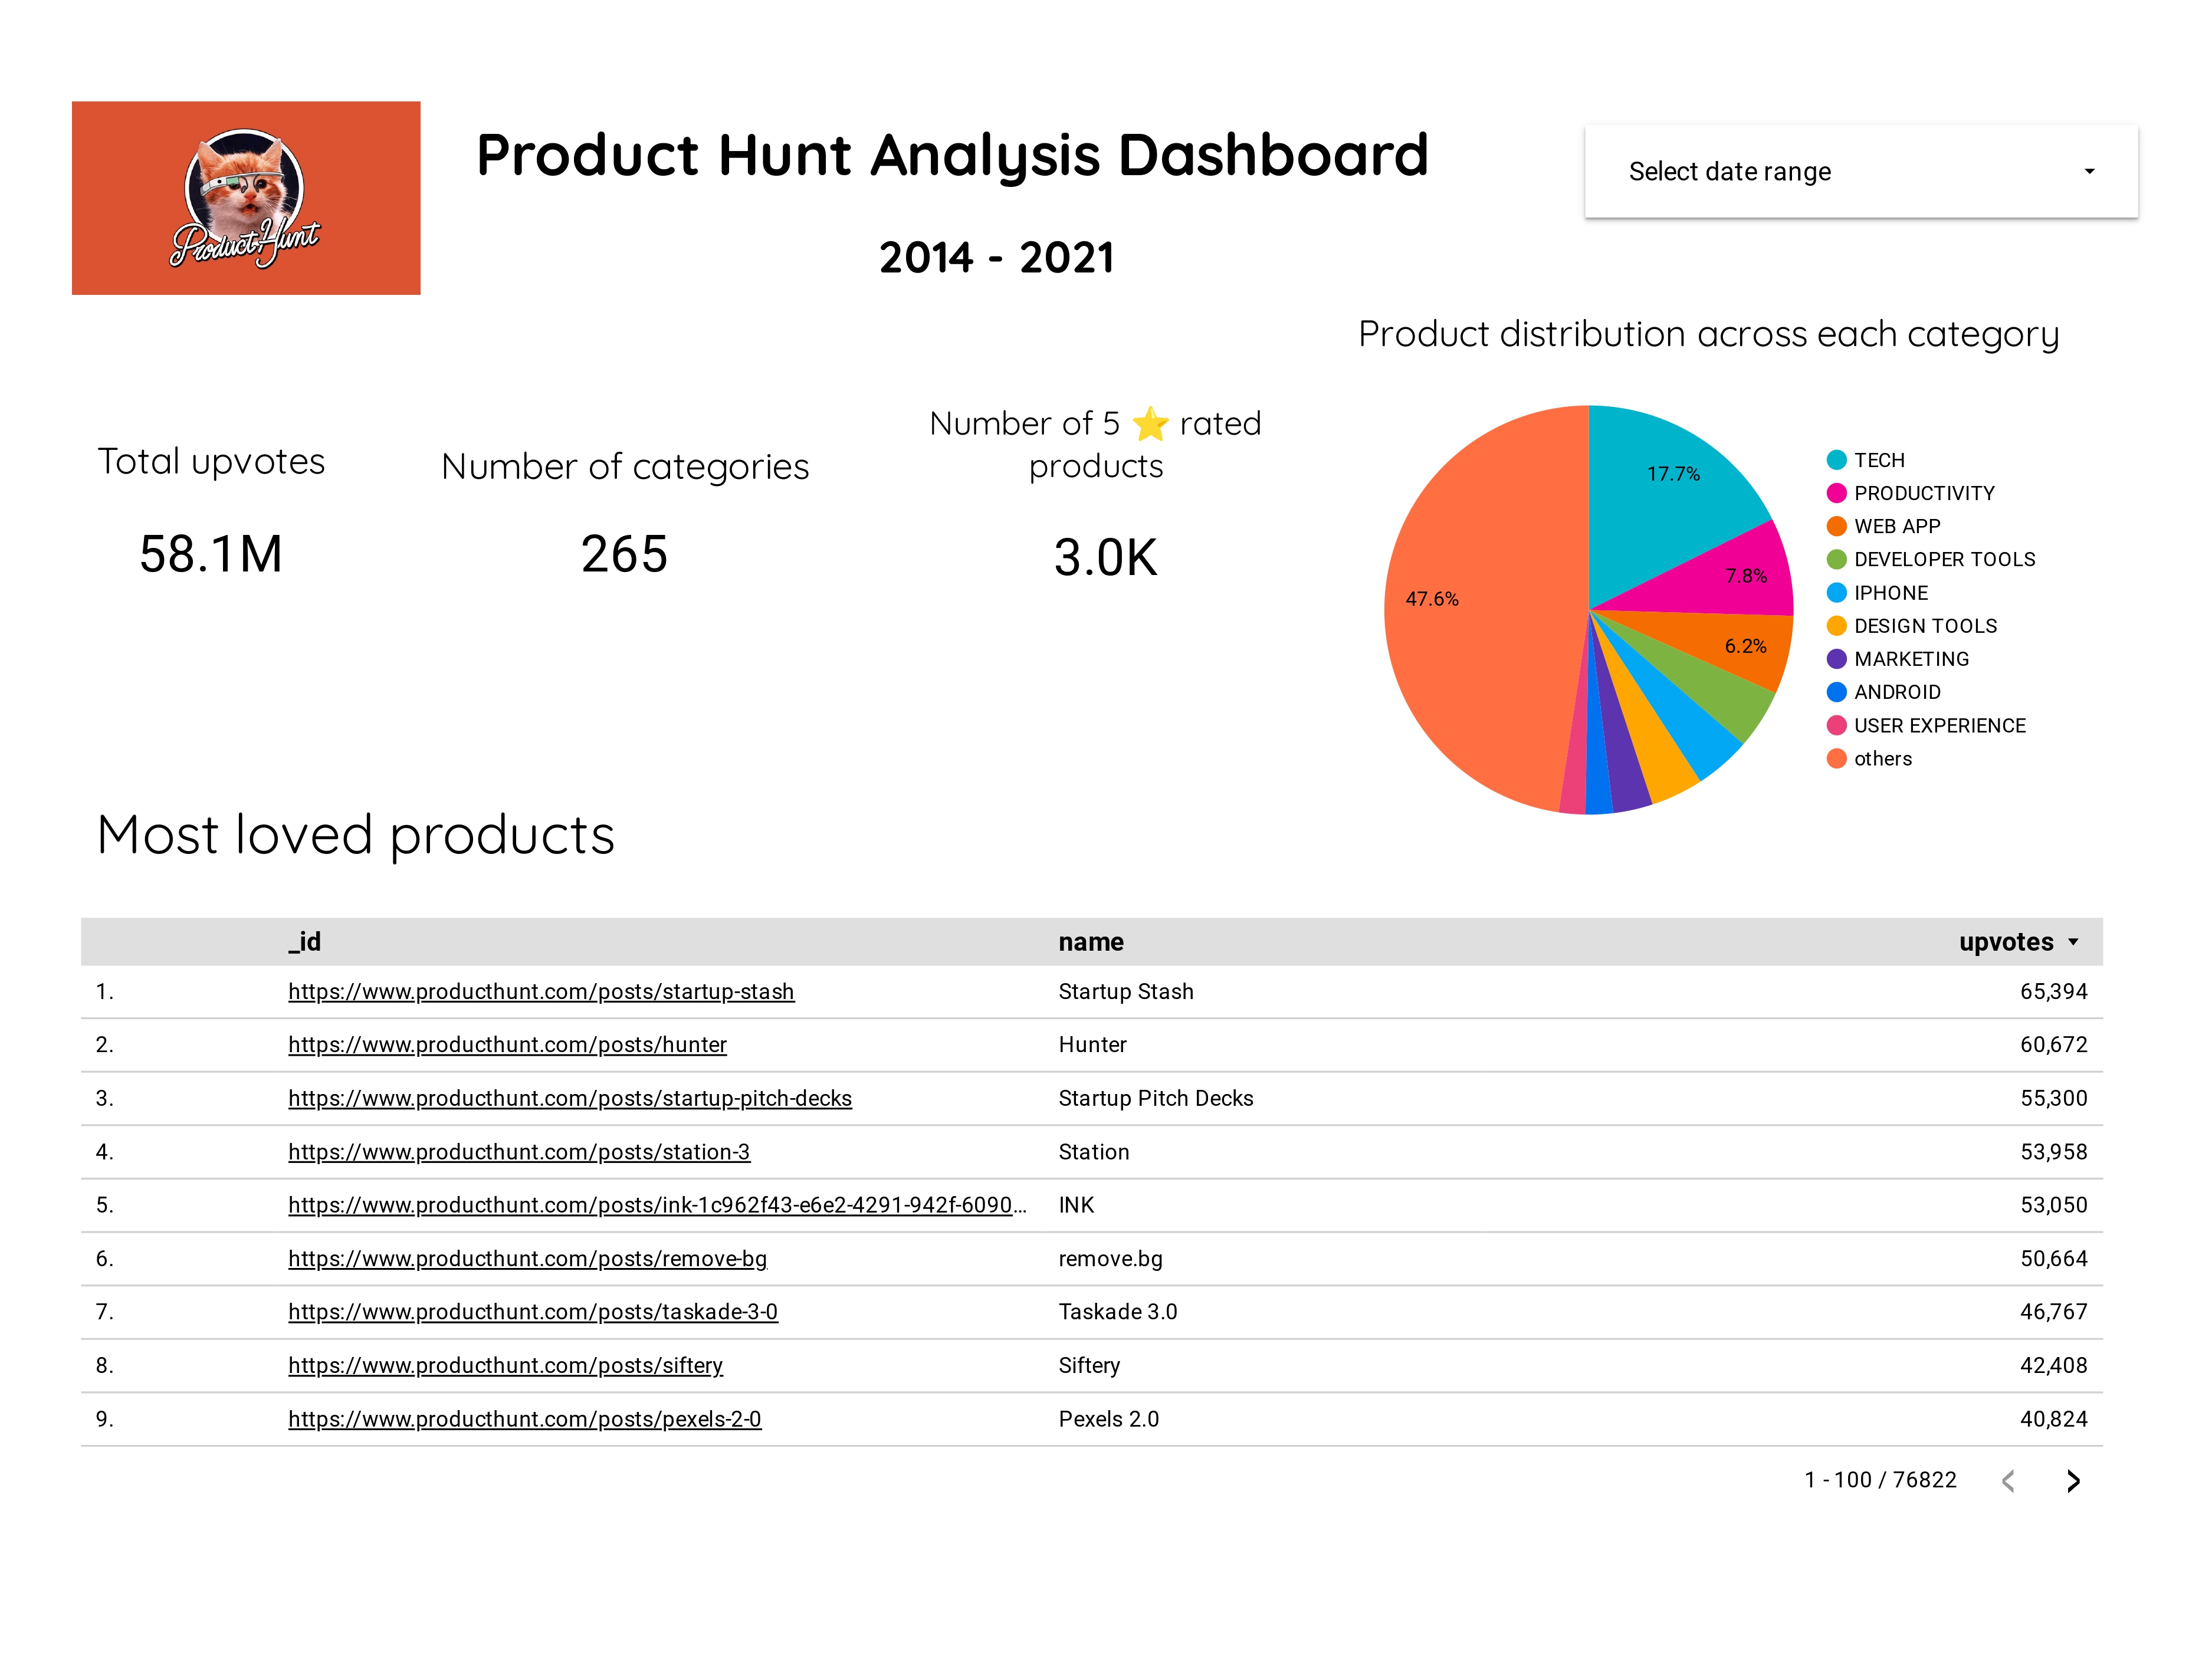 Product Hunt
Product Hunt Analysis Dashboard
2014 - 2021
Select date range
Total upvotes
58.1M
Number of categories
265
Number of 5 ⭐ rated
products
3.0K
Product distribution across each category
17.7%
7.8%
6.2%
47.6%
TECH
PRODUCTIVITY
WEB APP
DEVELOPER TOOLS
IPHONE
DESIGN TOOLS
MARKETING
ANDROID
USER EXPERIENCE
others
Most loved products
_id name upvotes
1. https://www.producthunt.com/posts/startup-stash Startup Stash 65,394
2. https://www.producthunt.com/posts/hunter Hunter 60,672
3. https://www.producthunt.com/posts/startup-pitch-decks Startup Pitch Decks 55,300
4. https://www.producthunt.com/posts/station-3 Station 53,958
5. https://www.producthunt.com/posts/ink-1c962f43-e6e2-4291-942f-6090... INK 53,050
6. https://www.producthunt.com/posts/remove-bg remove.bg 50,664
7. https://www.producthunt.com/posts/taskade-3-0 Taskade 3.0 46,767
8. https://www.producthunt.com/posts/siftery Siftery 42,408
9. https://www.producthunt.com/posts/pexels-2-0 Pexels 2.0 40,824
1 - 100 / 76822